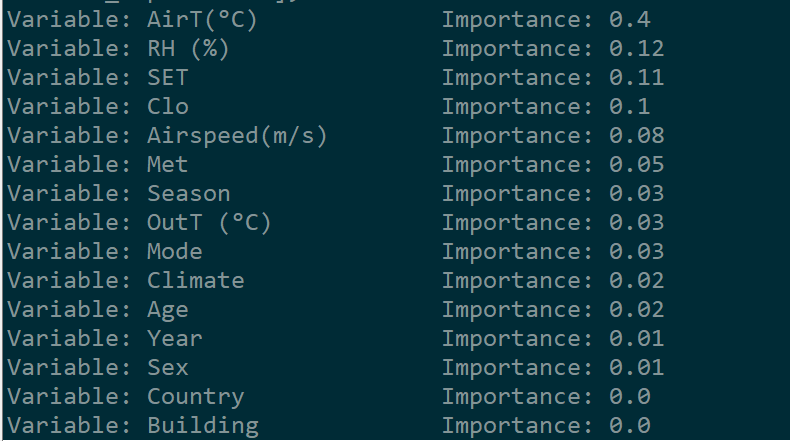 Variable: AirT(°C) Importance: 0.4
Variable: RH (%) Importance: 0.12
Variable: SET Importance: 0.11
Variable: Clo Importance: 0.1
Variable: Airspeed(m/s) Importance: 0.08
Variable: Met Importance: 0.05
Variable: Season Importance: 0.03
Variable: OutT (°C) Importance: 0.03
Variable: Mode Importance: 0.03
Variable: Climate Importance: 0.02
Variable: Age Importance: 0.02
Variable: Year Importance: 0.01
Variable: Sex Importance: 0.01
Variable: Country Importance: 0.0
Variable: Building Importance: 0.0